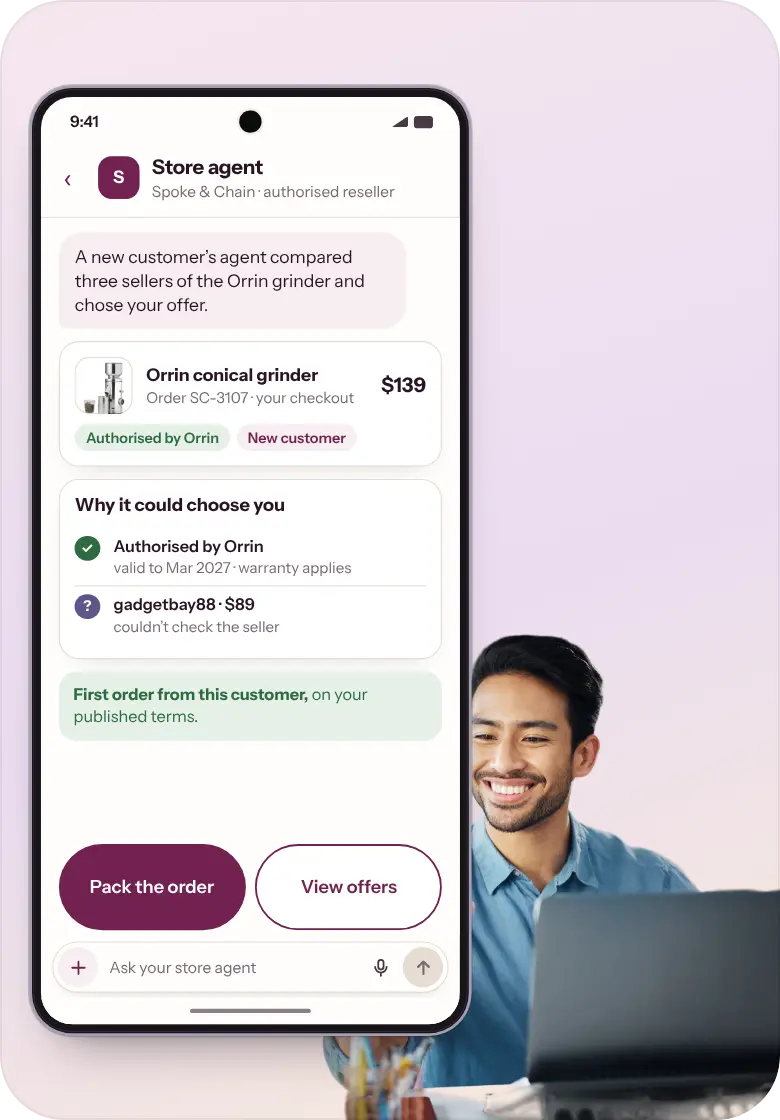 9:41
‹
S
Store agent
Spoke & Chain · authorised reseller
A new customer’s agent compared
three sellers of the Orrin grinder and
chose your offer.
Orrin conical grinder
Order SC-3107 · your checkout
$139
Authorised by Orrin
New customer
Why it could choose you
Authorised by Orrin
valid to Mar 2027 · warranty applies
?
gadgetbay88 · $89
couldn’t check the seller
First order from this customer, on your
published terms.
Pack the order
View offers
+
Ask your store agent